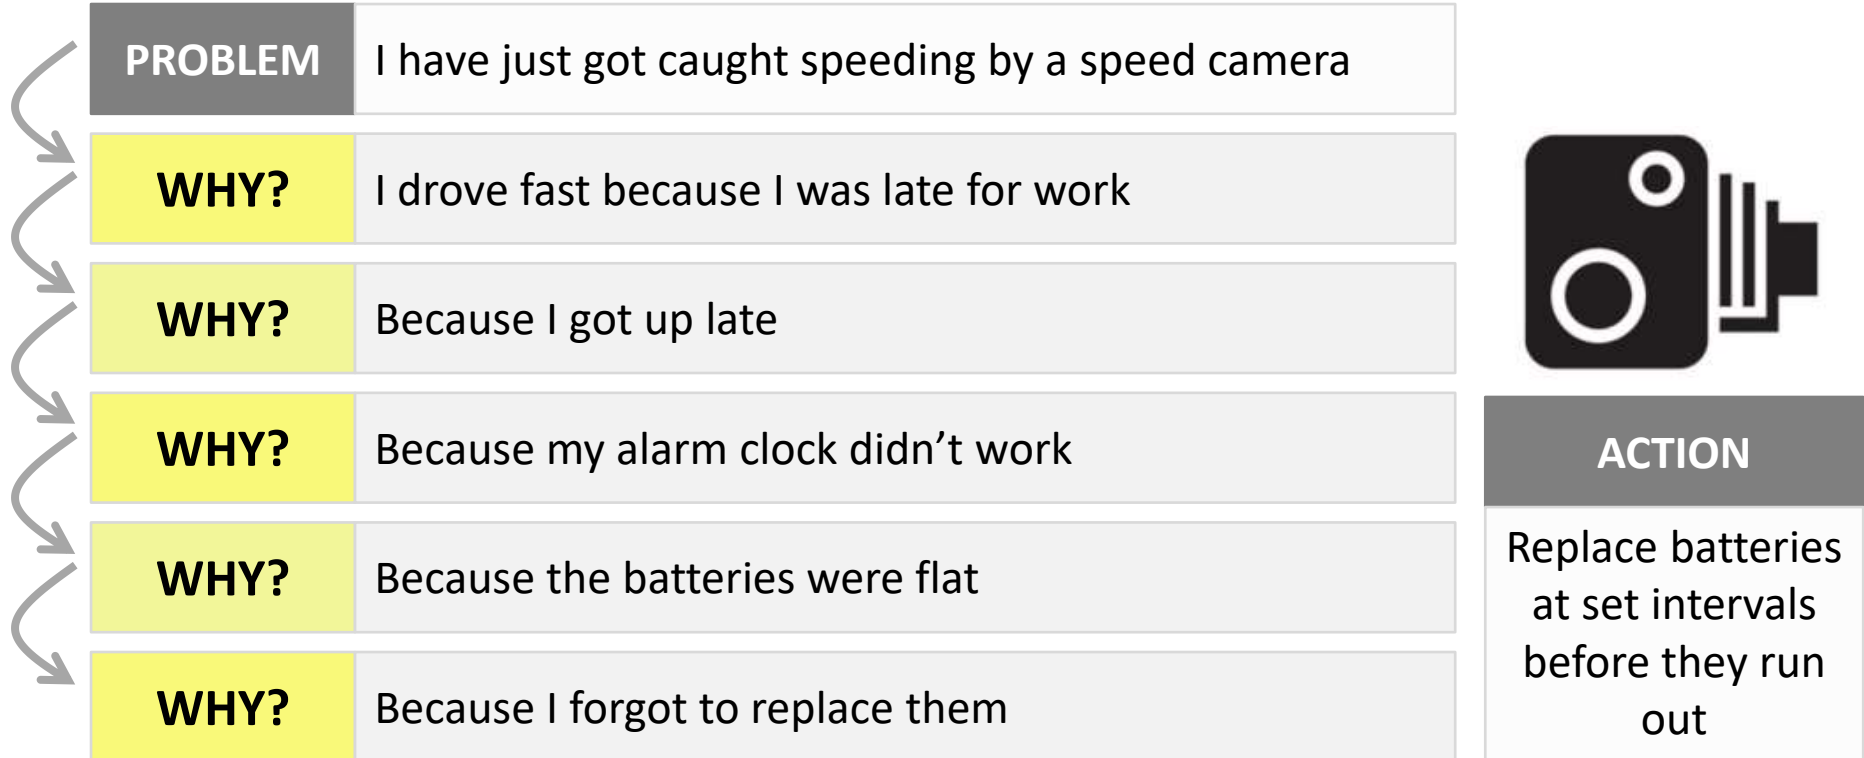 PROBLEM
I have just got caught speeding by a speed camera
WHY?
I drove fast because I was late for work
WHY?
Because I got up late
WHY?
Because my alarm clock didn’t work
WHY?
Because the batteries were flat
WHY?
Because I forgot to replace them
ACTION
Replace batteries
at set intervals
before they run
out